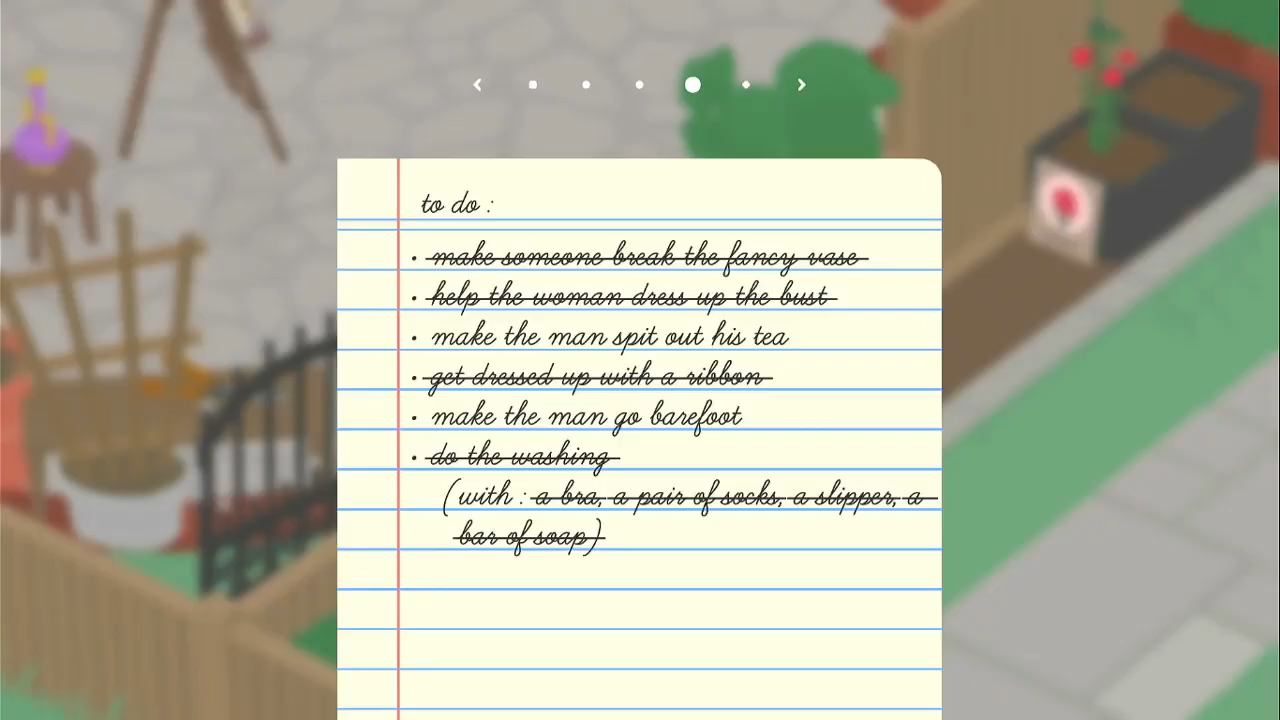 to do :
• make someone break the fancy vase
• help the woman dress up the bust
• make the man spit out his tea
• get dressed up with a ribbon
• make the man go barefoot
• do the washing
(with : a bra, a pair of socks, a slipper, a
bar of soap)